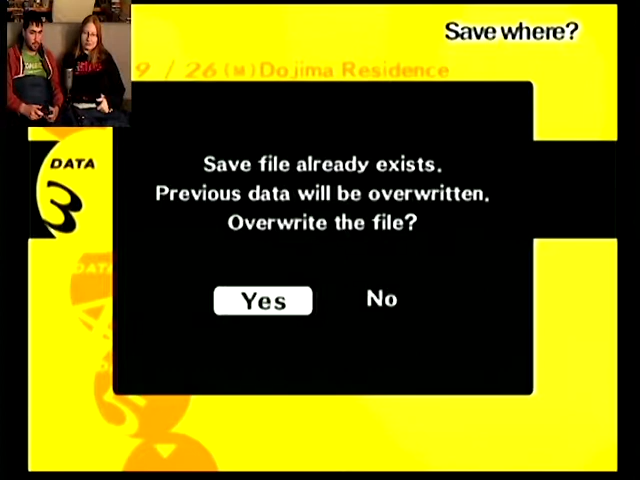 Save where?
9 / 26 (M) Dojima Residence
DATA
3
Save file already exists.
Previous data will be overwritten.
Overwrite the file?
DATA
Yes
No